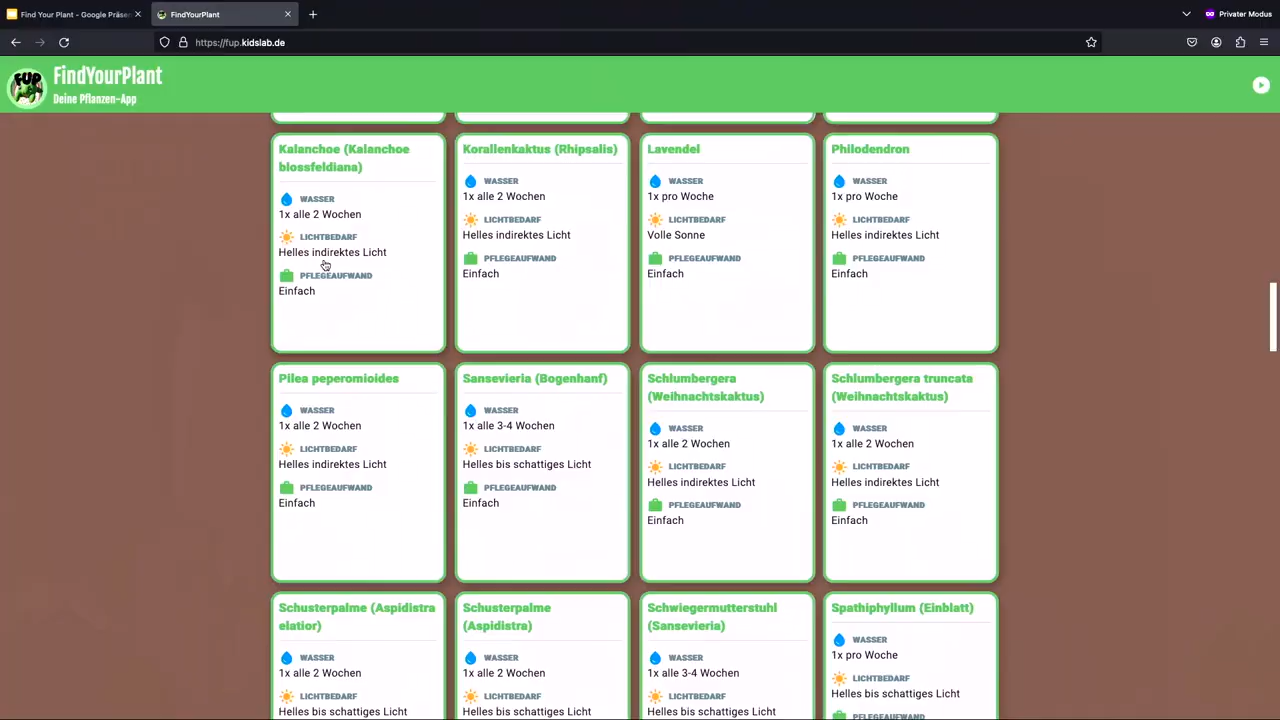 Find Your Plant - Google Präsen
FindYourPlant
Privater Modus
https://fup.kidslab.de
FUP
FindYourPlant
Deine Pflanzen-App
Kalanchoe (Kalanchoe
blossfeldiana)
WASSER
1x alle 2 Wochen
LICHTBEDARF
Helles indirektes Licht
PFLEGEAUFWAND
Einfach
Korallenkaktus (Rhipsalis)
WASSER
1x alle 2 Wochen
LICHTBEDARF
Helles indirektes Licht
PFLEGEAUFWAND
Einfach
Lavendel
WASSER
1x pro Woche
LICHTBEDARF
Volle Sonne
PFLEGEAUFWAND
Einfach
Philodendron
WASSER
1x pro Woche
LICHTBEDARF
Helles indirektes Licht
PFLEGEAUFWAND
Einfach
Pilea peperomioides
WASSER
1x alle 2 Wochen
LICHTBEDARF
Helles indirektes Licht
PFLEGEAUFWAND
Einfach
Sansevieria (Bogenhanf)
WASSER
1x alle 3-4 Wochen
LICHTBEDARF
Helles bis schattiges Licht
PFLEGEAUFWAND
Einfach
Schlumbergera
(Weihnachtskaktus)
WASSER
1x alle 2 Wochen
LICHTBEDARF
Helles indirektes Licht
PFLEGEAUFWAND
Einfach
Schlumbergera truncata
(Weihnachtskaktus)
WASSER
1x alle 2 Wochen
LICHTBEDARF
Helles indirektes Licht
PFLEGEAUFWAND
Einfach
Schusterpalme (Aspidistra
elatior)
WASSER
1x alle 2 Wochen
LICHTBEDARF
Helles bis schattiges Licht
Schusterpalme
(Aspidistra)
WASSER
1x alle 2 Wochen
LICHTBEDARF
Helles bis schattiges Licht
Schwiegermutterstuhl
(Sansevieria)
WASSER
1x alle 3-4 Wochen
LICHTBEDARF
Helles bis schattiges Licht
Spathiphyllum (Einblatt)
WASSER
1x pro Woche
LICHTBEDARF
Helles bis schattiges Licht
PFLEGEAUFWAND